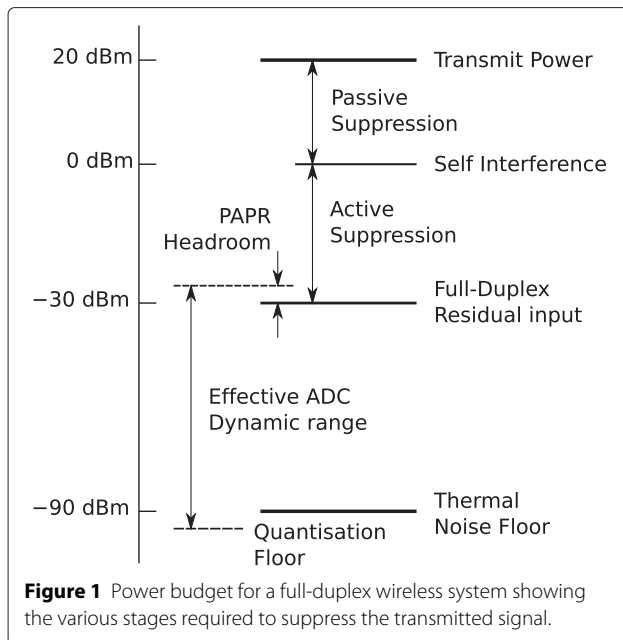 20 dBm
Transmit Power
Passive
Suppression
0 dBm
Self Interference
PAPR
Headroom
Active
Suppression
−30 dBm
Full-Duplex
Residual input
Effective ADC
Dynamic range
−90 dBm
Thermal
Noise Floor
Quantisation
Floor
Figure 1 Power budget for a full-duplex wireless system showing
the various stages required to suppress the transmitted signal.